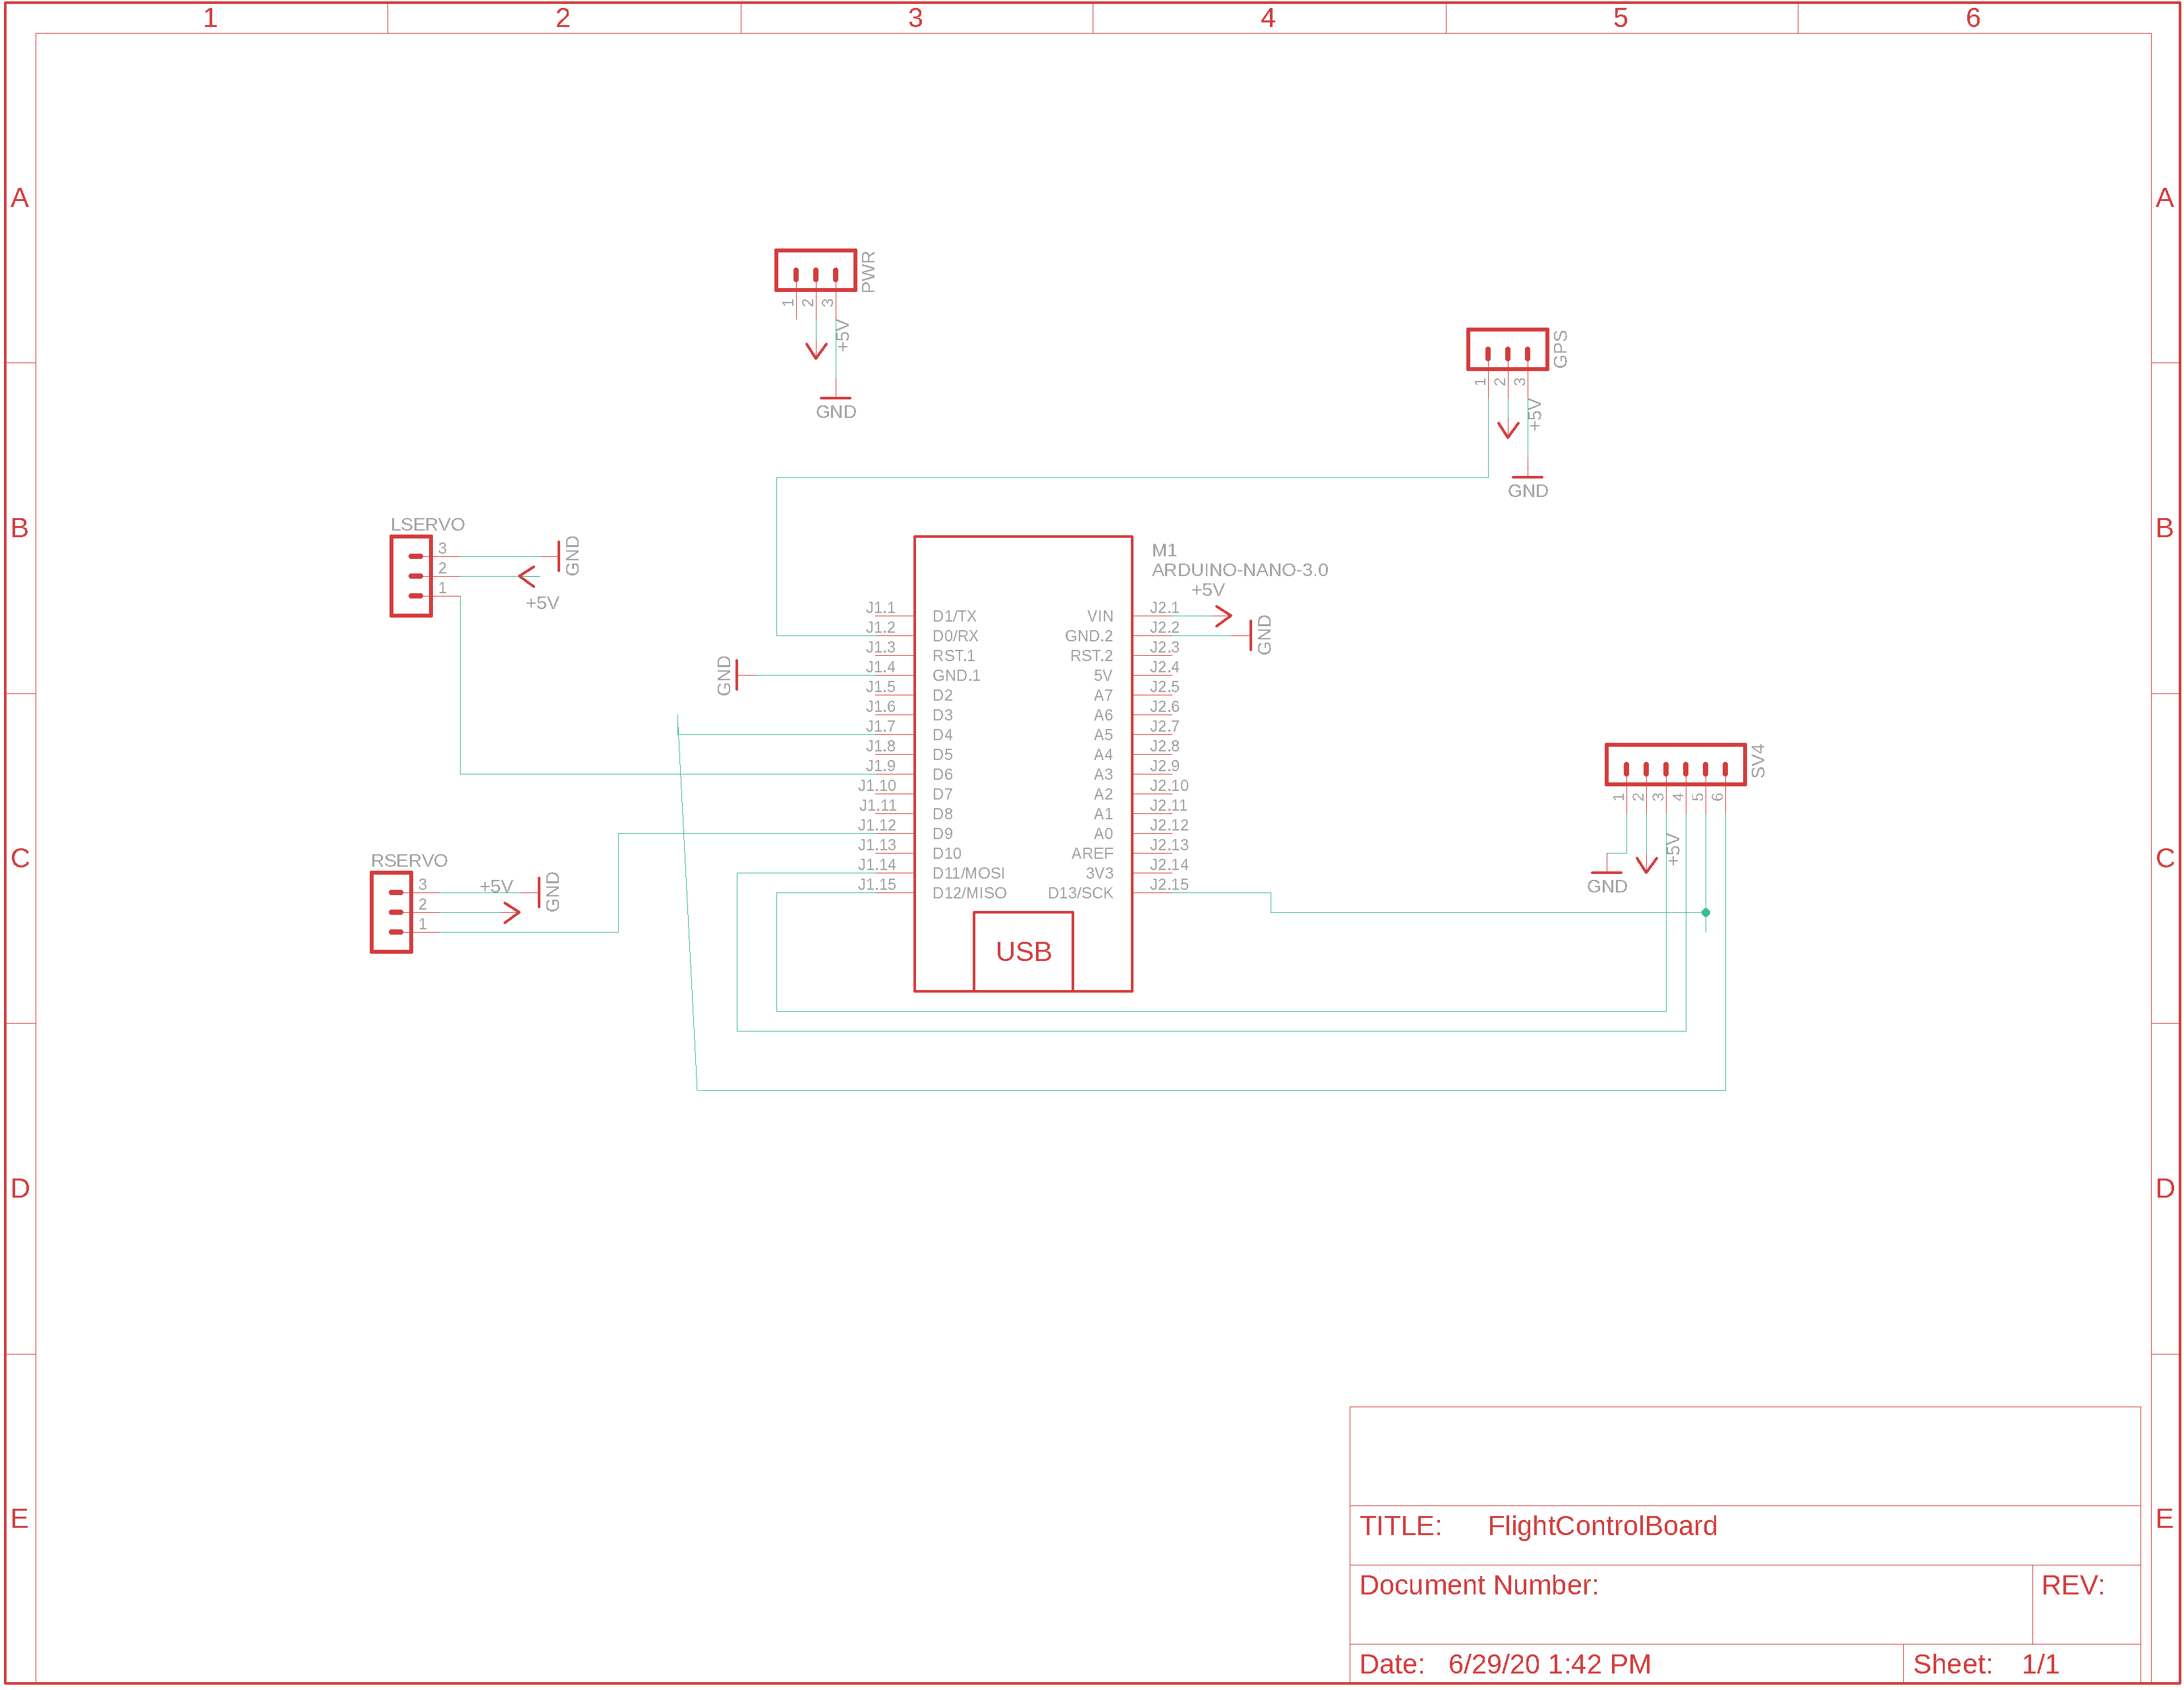 1 2 3 4 5 6
A A
PWR
1 2 3
+5V
GND
GPS
1 2 3
+5V
GND
B B
LSERVO
3
2
1
GND
+5V
M1
ARDUINO-NANO-3.0
+5V
GND
J1.1 D1/TX VIN J2.1
J1.2 D0/RX GND.2 J2.2
J1.3 RST.1 RST.2 J2.3
GND
J1.4 GND.1 5V J2.4
J1.5 D2 A7 J2.5
J1.6 D3 A6 J2.6
J1.7 D4 A5 J2.7
J1.8 D5 A4 J2.8
J1.9 D6 A3 J2.9
J1.10 D7 A2 J2.10
J1.11 D8 A1 J2.11
J1.12 D9 A0 J2.12
J1.13 D10 AREF J2.13
J1.14 D11/MOSI 3V3 J2.14
J1.15 D12/MISO D13/SCK J2.15
USB
SV4
1 2 3 4 5 6
+5V
GND
C C
RSERVO
3
2
1
+5V
GND
D D
E E
TITLE: FlightControlBoard
Document Number:
REV:
Date: 6/29/20 1:42 PM
Sheet: 1/1